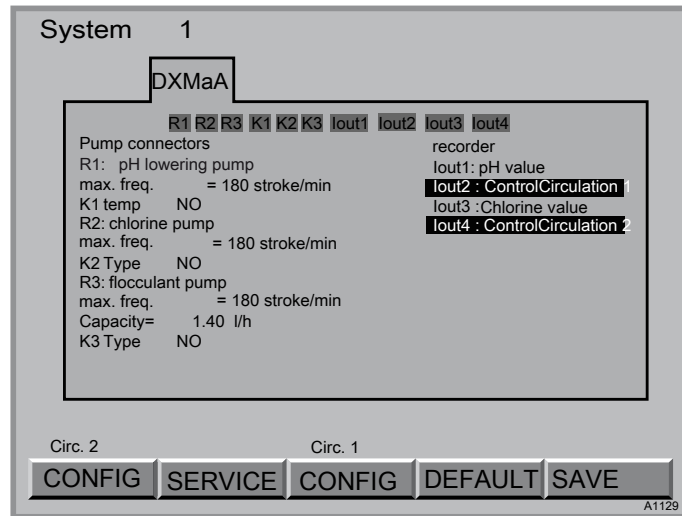 System 1
DXMaA
R1 R2 R3 K1 K2 K3 Iout1 Iout2 Iout3 Iout4
Pump connectors
R1: pH lowering pump
max. freq. = 180 stroke/min
K1 temp NO
R2: chlorine pump
max. freq. = 180 stroke/min
K2 Type NO
R3: flocculant pump
max. freq. = 180 stroke/min
Capacity= 1.40 l/h
K3 Type NO
recorder
Iout1: pH value
Iout2 : ControlCirculation 1
Iout3 : Chlorine value
Iout4 : ControlCirculation 2
Circ. 2 Circ. 1
CONFIG SERVICE CONFIG DEFAULT SAVE
A1129